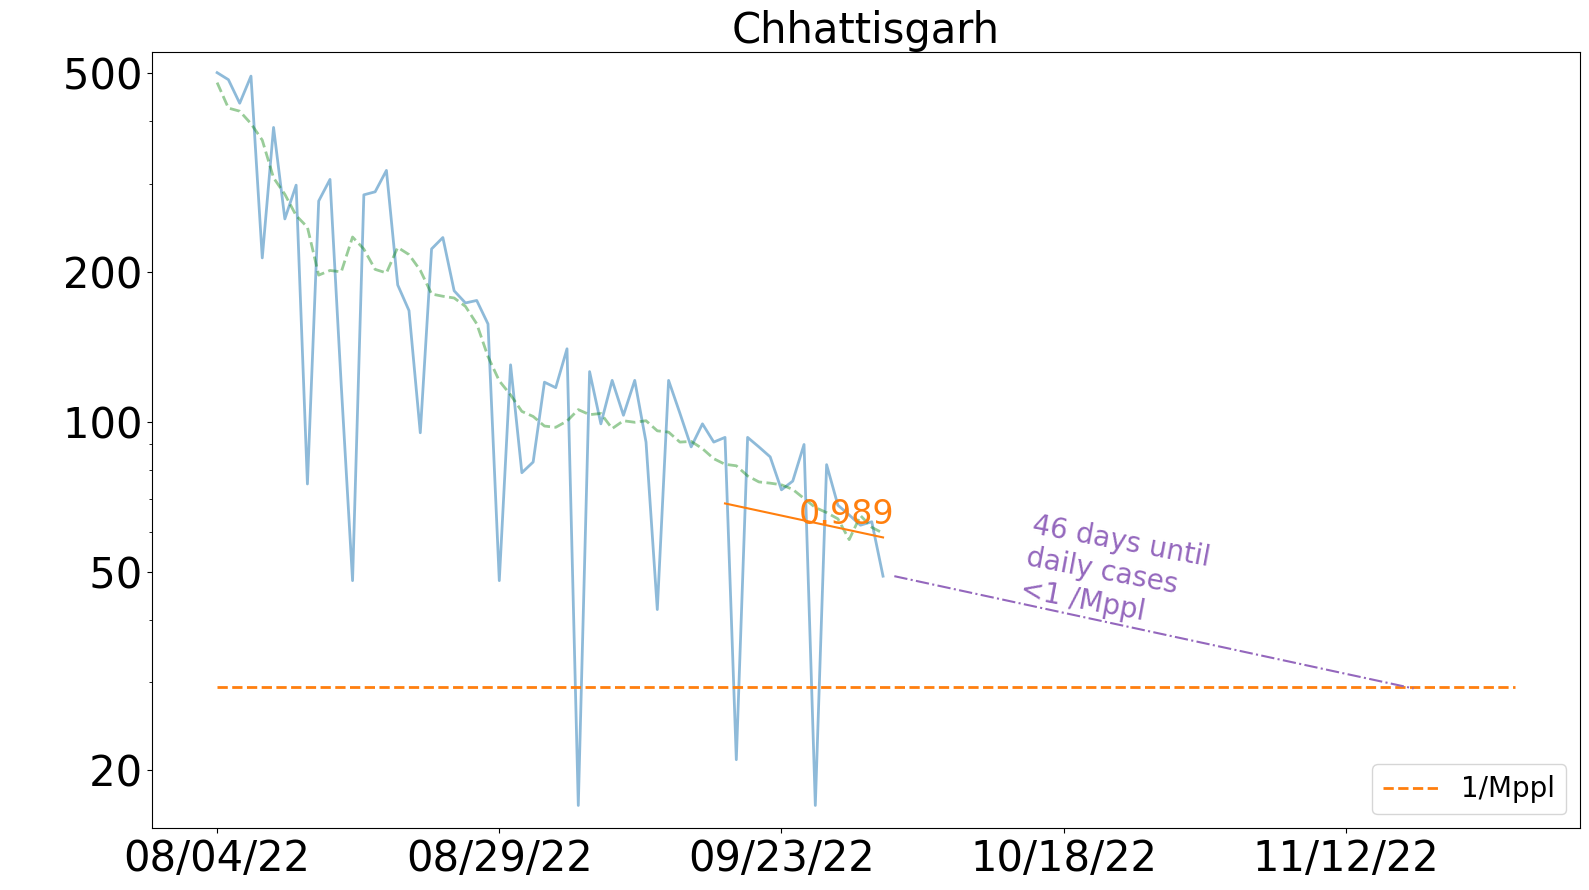 Chhattisgarh
500
200
100
50
20
0.989
46 days until
daily cases
<1 /Mppl
1/Mppl
08/04/22
08/29/22
09/23/22
10/18/22
11/12/22